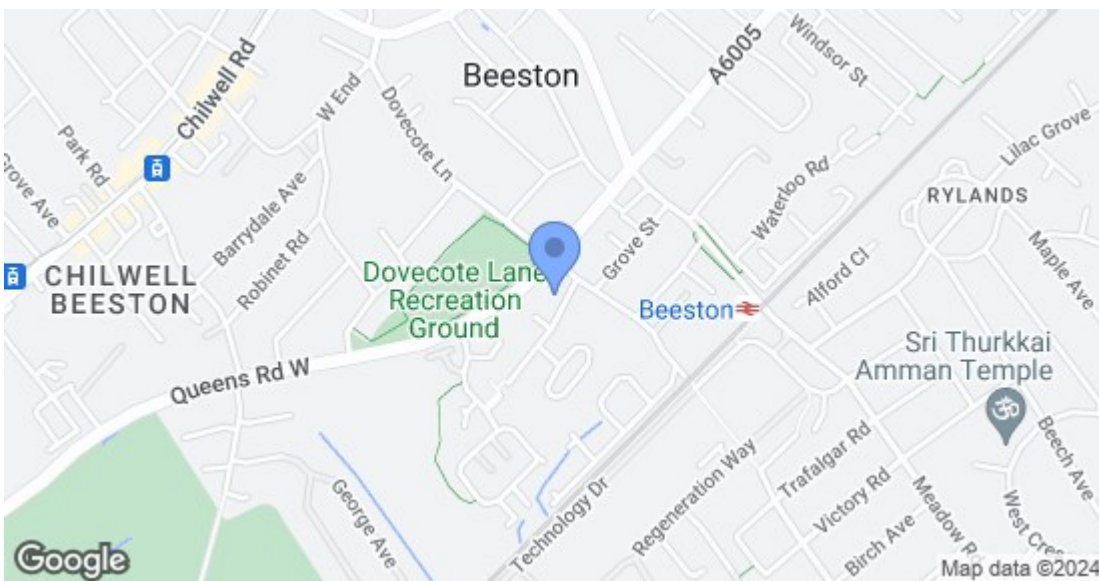 Windsor St
A6005
Beeston
Chilwell Rd
W End
Dovecote Ln
Park Rd
Grove Ave
Lilac Grove
Waterloo Rd
RYLANDS
Barrydale Ave
Robinet Rd
Grove St
Alford Cl
Maple Ave
CHILWELL
BEESTON
Dovecote Lane
Recreation
Ground
Beeston
Sri Thurkkai
Amman Temple
Queens Rd W
Beech Ave
Trafalgar Rd
Regeneration Way
Victory Rd
Technology Dr
George Ave
Birch Ave
Meadow Rd
West Cres
Google
Map data ©2024